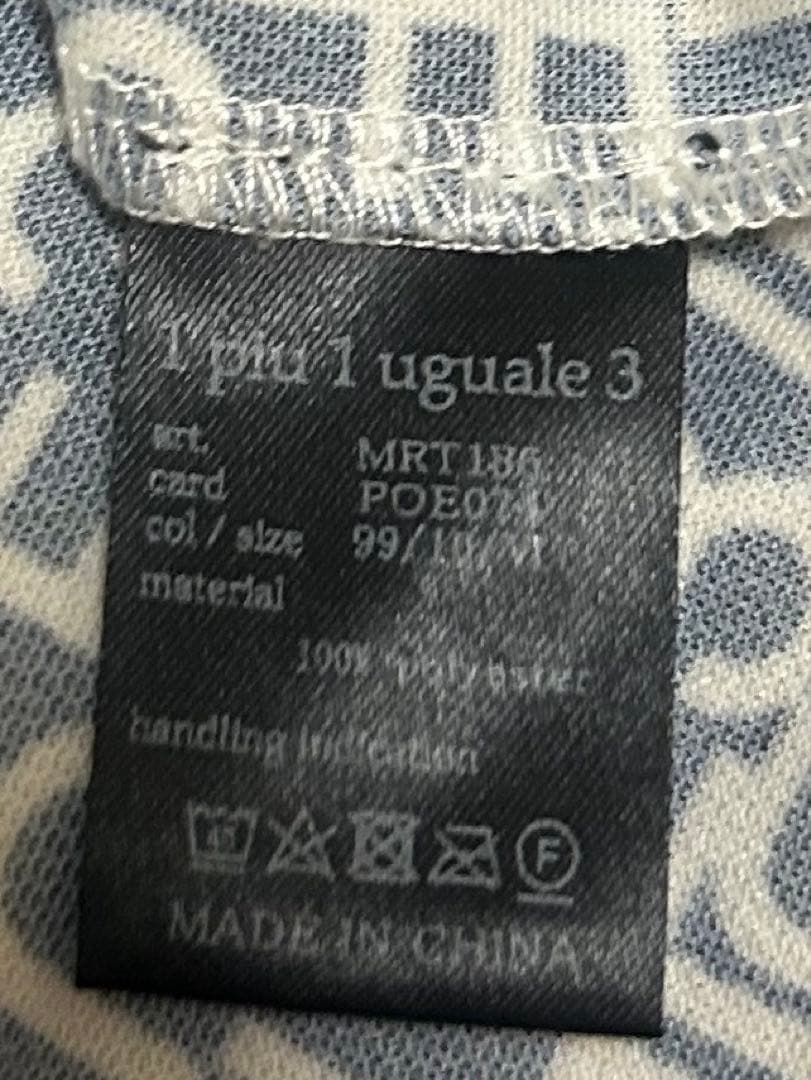 1 piu 1 uguale 3
art. MRT186
card
col / size
material
100% polyester
handling indication
F
MADE IN CHINA